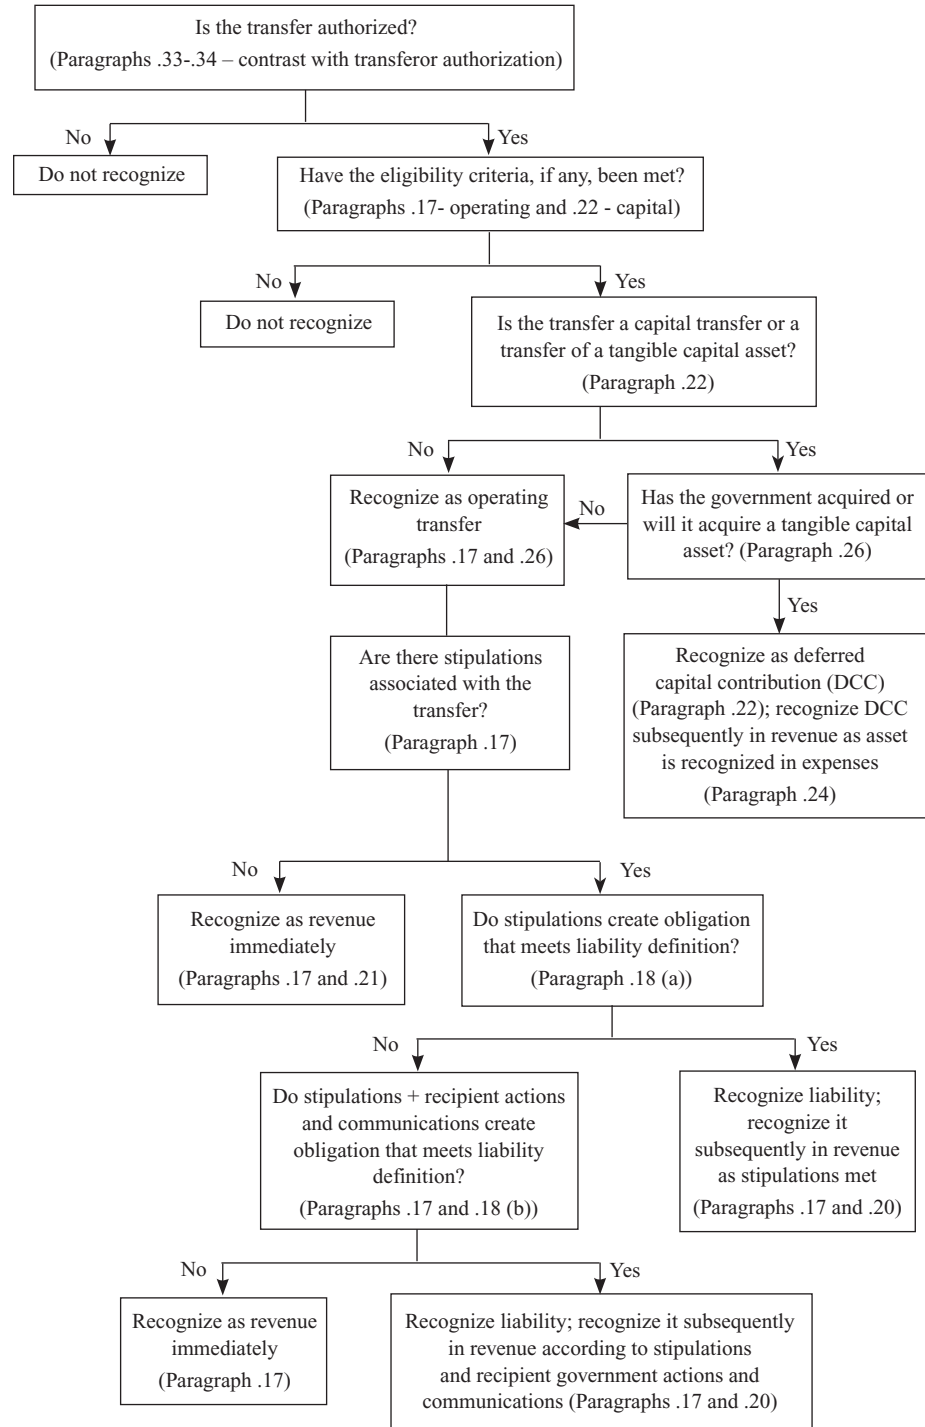 Is the transfer authorized?
(Paragraphs .33-.34 – contrast with transferor authorization)
No
Yes
Do not recognize
Have the eligibility criteria, if any, been met?
(Paragraphs .17- operating and .22 - capital)
No
Yes
Do not recognize
Is the transfer a capital transfer or a
transfer of a tangible capital asset?
(Paragraph .22)
No
Yes
Recognize as operating
transfer
(Paragraphs .17 and .26)
No
Has the government acquired or
will it acquire a tangible capital
asset? (Paragraph .26)
Yes
Are there stipulations
associated with the
transfer?
(Paragraph .17)
Recognize as deferred
capital contribution (DCC)
(Paragraph .22); recognize DCC
subsequently in revenue as asset
is recognized in expenses
(Paragraph .24)
No
Yes
Recognize as revenue
immediately
(Paragraphs .17 and .21)
Do stipulations create obligation
that meets liability definition?
(Paragraph .18 (a))
No
Yes
Do stipulations + recipient actions
and communications create
obligation that meets liability
definition?
(Paragraphs .17 and .18 (b))
Recognize liability;
recognize it
subsequently in revenue
as stipulations met
(Paragraphs .17 and .20)
No
Yes
Recognize as revenue
immediately
(Paragraph .17)
Recognize liability; recognize it subsequently
in revenue according to stipulations
and recipient government actions and
communications (Paragraphs .17 and .20)